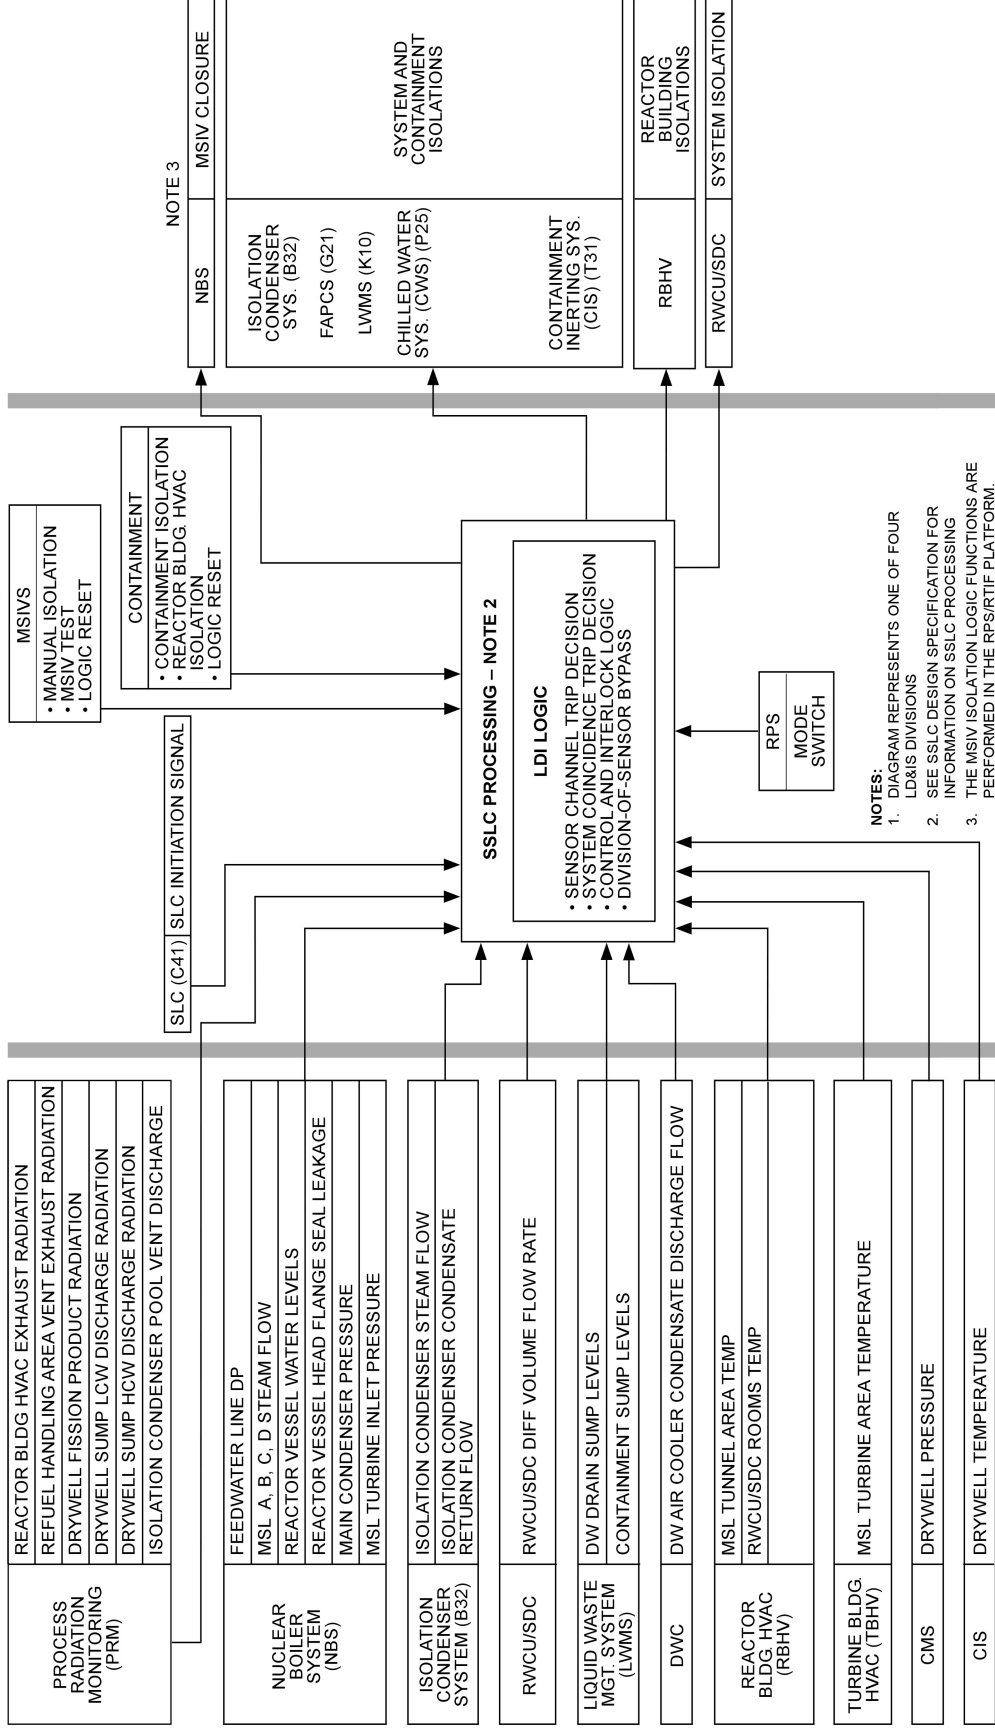 PROCESS
RADIATION
MONITORING
(PRM)
REACTOR BLDG HVAC EXHAUST RADIATION
REFUEL HANDLING AREA VENT EXHAUST RADIATION
DRYWELL FISSION PRODUCT RADIATION
DRYWELL SUMP LCW DISCHARGE RADIATION
DRYWELL SUMP HCW DISCHARGE RADIATION
ISOLATION CONDENSER POOL VENT DISCHARGE
NUCLEAR
BOILER
SYSTEM
(NBS)
FEEDWATER LINE DP
MSL A, B, C, D STEAM FLOW
REACTOR VESSEL WATER LEVELS
REACTOR VESSEL HEAD FLANGE SEAL LEAKAGE
MAIN CONDENSER PRESSURE
MSL TURBINE INLET PRESSURE
ISOLATION
CONDENSER
SYSTEM (B32)
ISOLATION CONDENSER STEAM FLOW
ISOLATION CONDENSER CONDENSATE
RETURN FLOW
RWCU/SDC
RWCU/SDC DIFF VOLUME FLOW RATE
LIQUID WASTE
MGT. SYSTEM
(LWMS)
DW DRAIN SUMP LEVELS
CONTAINMENT SUMP LEVELS
DWC
DW AIR COOLER CONDENSATE DISCHARGE FLOW
REACTOR
BLDG. HVAC
(RBHV)
MSL TUNNEL AREA TEMP
RWCU/SDC ROOMS TEMP
TURBINE BLDG.
HVAC (TBHV)
MSL TURBINE AREA TEMPERATURE
CMS
DRYWELL PRESSURE
CIS
DRYWELL TEMPERATURE
MSIVS
• MANUAL ISOLATION
• MSIV TEST
• LOGIC RESET
CONTAINMENT
• CONTAINMENT ISOLATION
• REACTOR BLDG. HVAC
ISOLATION
• LOGIC RESET
SLC (C41)
SLC INITIATION SIGNAL
SSLC PROCESSING – NOTE 2
LDI LOGIC
• SENSOR CHANNEL TRIP DECISION
• SYSTEM COINCIDENCE TRIP DECISION
• CONTROL AND INTERLOCK LOGIC
• DIVISION-OF-SENSOR BYPASS
RPS
MODE
SWITCH
NOTES:
1. DIAGRAM REPRESENTS ONE OF FOUR
LD&IS DIVISIONS
2. SEE SSLC DESIGN SPECIFICATION FOR
INFORMATION ON SSLC PROCESSING
3. THE MSIV ISOLATION LOGIC FUNCTIONS ARE
PERFORMED IN THE RPS/RTIF PLATFORM.
NOTE 3
NBS
MSIV CLOSURE
ISOLATION
CONDENSER
SYS. (B32)
FAPCS (G21)
LWMS (K10)
CHILLED WATER
SYS. (CWS) (P25)
CONTAINMENT
INERTING SYS.
(CIS) (T31)
SYSTEM AND
CONTAINMENT
ISOLATIONS
RBHV
REACTOR
BUILDING
ISOLATIONS
RWCU/SDC
SYSTEM ISOLATION